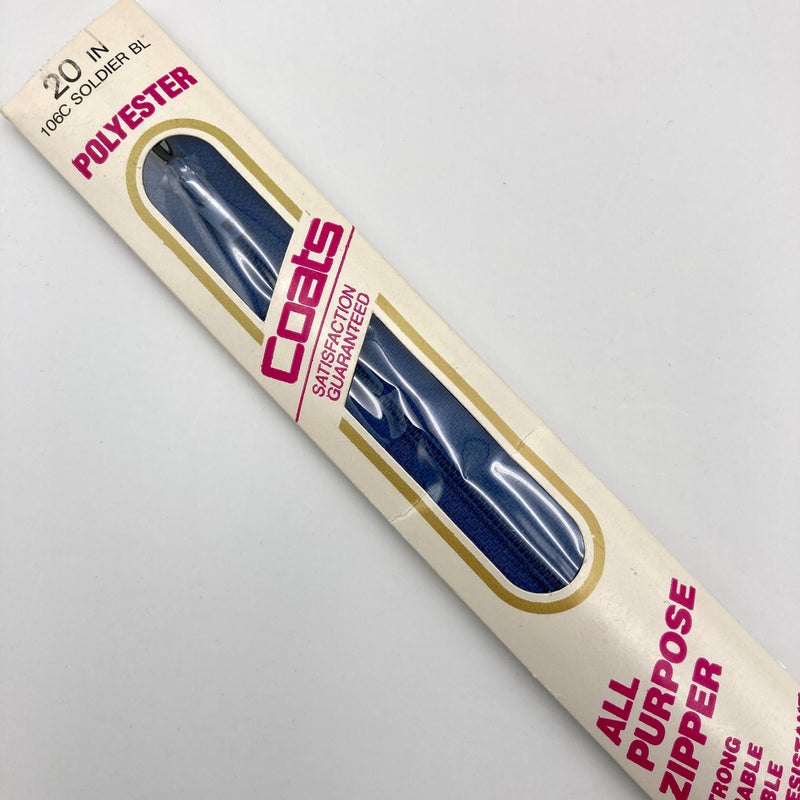 20 IN
106C SOLDIER BL
POLYESTER
Coats
SATISFACTION
GUARANTEED
ALL
PURPOSE
ZIPPER